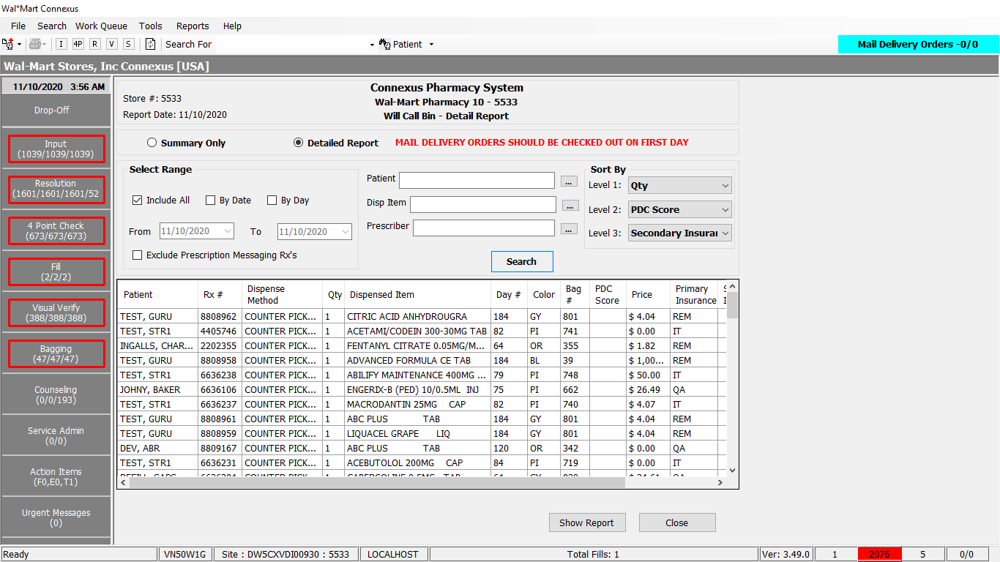 Wal*Mart Connexus
File Search Work Queue Tools Reports Help
I 4P R V S Search For Patient Mail Delivery Orders -0/0
Wal-Mart Stores, Inc Connexus [USA]
11/10/2020 3:56 AM
Drop-Off
Input
(1039/1039/1039)
Resolution
(1601/1601/1601/52
4 Point Check
(673/673/673)
Fill
(2/2/2)
Visual Verify
(388/388/388)
Bagging
(47/47/47)
Counseling
(0/0/193)
Service Admin
(0/0)
Action Items
(F0,E0,T1)
Urgent Messages
(0)
Connexus Pharmacy System
Store #: 5533
Wal-Mart Pharmacy 10 - 5533
Report Date: 11/10/2020
Will Call Bin - Detail Report
Summary Only Detailed Report MAIL DELIVERY ORDERS SHOULD BE CHECKED OUT ON FIRST DAY
Select Range
Include All By Date By Day
From 11/10/2020 To 11/10/2020
Exclude Prescription Messaging Rx's
Patient ...
Disp Item ...
Prescriber ...
Search
Sort By
Level 1: Qty
Level 2: PDC Score
Level 3: Secondary Insurar
Patient Rx # Dispense Method Qty Dispensed Item Day # Color Bag # PDC Score Price Primary Insurance
TEST, GURU 8808962 COUNTER PICK... 1 CITRIC ACID ANHYDROUGRA 184 GY 801 $ 4.04 REM
TEST, STR1 4405746 COUNTER PICK... 1 ACETAMI/CODEIN 300-30MG TAB 82 PI 741 $ 0.00 IT
INGALLS, CHAR... 2202355 COUNTER PICK... 1 FENTANYL CITRATE 0.05MG/M... 64 OR 355 $ 1.82 REM
TEST, GURU 8808958 COUNTER PICK... 1 ADVANCED FORMULA CE TAB 184 BL 39 $ 1,00... REM
TEST, STR1 6636238 COUNTER PICK... 1 ABILIFY MAINTENANCE 400MG ... 79 PI 748 $ 50.00 IT
JOHNY, BAKER 6636106 COUNTER PICK... 1 ENGERIX-B (PED) 10/0.5ML INJ 75 PI 662 $ 26.49 QA
TEST, STR1 6636237 COUNTER PICK... 1 MACRODANTIN 25MG CAP 82 PI 740 $ 4.07 IT
TEST, GURU 8808961 COUNTER PICK... 1 ABC PLUS TAB 184 GY 801 $ 4.04 REM
TEST, GURU 8808959 COUNTER PICK... 1 LIQUACEL GRAPE LIQ 184 GY 801 $ 4.04 REM
DEV, ABR 8809167 COUNTER PICK... 1 ABC PLUS TAB 120 OR 342 $ 0.00 QA
TEST, STR1 6636231 COUNTER PICK... 1 ACEBUTOLOL 200MG CAP 84 PI 719 $ 0.00 IT
Show Report Close
Ready VN50W1G Site : DW5CXVDI00930 : 5533 LOCALHOST Total Fills: 1 Ver: 3.49.0 1 2076 5 0/0